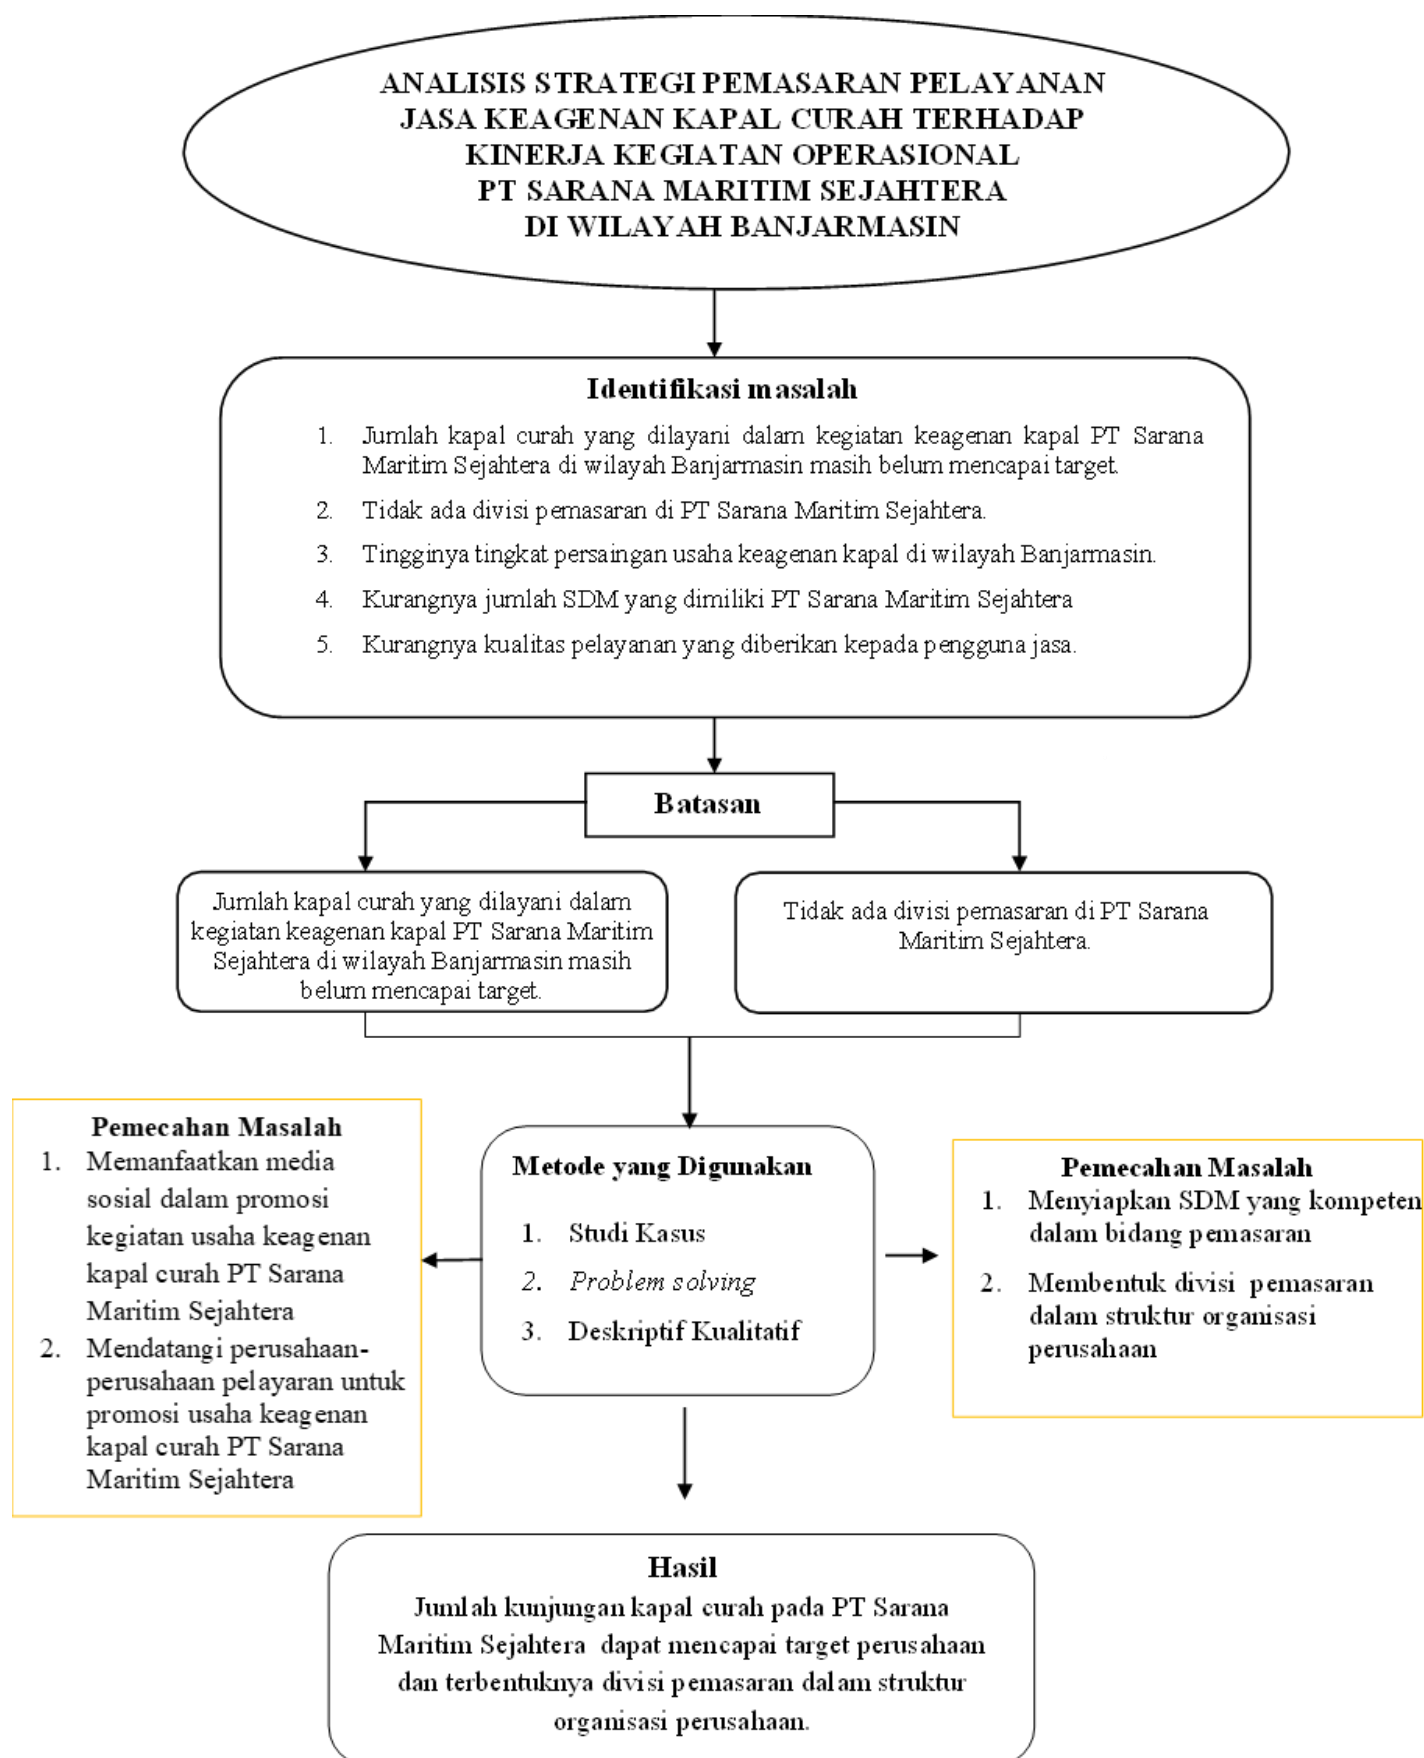 ANALISIS STRATEGI PEMASARAN PELAYANAN
JASA KEAGENAN KAPAL CURAH TERHADAP
KINERJA KEGIATAN OPERASIONAL
PT SARANA MARITIM SEJAHTERA
DI WILAYAH BANJARMASIN
Identifikasi masalah
1. Jumlah kapal curah yang dilayani dalam kegiatan keagenan kapal PT Sarana
Maritim Sejahtera di wilayah Banjarmasin masih belum mencapai target.
2. Tidak ada divisi pemasaran di PT Sarana Maritim Sejahtera.
3. Tingginya tingkat persaingan usaha keagenan kapal di wilayah Banjarmasin.
4. Kurangnya jumlah SDM yang dimiliki PT Sarana Maritim Sejahtera
5. Kurangnya kualitas pelayanan yang diberikan kepada pengguna jasa.
Batasan
Jumlah kapal curah yang dilayani dalam
kegiatan keagenan kapal PT Sarana Maritim
Sejahtera di wilayah Banjarmasin masih
belum mencapai target.
Tidak ada divisi pemasaran di PT Sarana
Maritim Sejahtera.
Pemecahan Masalah
1. Memanfaatkan media
sosial dalam promosi
kegiatan usaha keagenan
kapal curah PT Sarana
Maritim Sejahtera
2. Mendatangi perusahaan-
perusahaan pelayaran untuk
promosi usaha keagenan
kapal curah PT Sarana
Maritim Sejahtera
Metode yang Digunakan
1. Studi Kasus
2. Problem solving
3. Deskriptif Kualitatif
Pemecahan Masalah
1. Menyiapkan SDM yang kompeten
dalam bidang pemasaran
2. Membentuk divisi pemasaran
dalam struktur organisasi
perusahaan
Hasil
Jumlah kunjungan kapal curah pada PT Sarana
Maritim Sejahtera dapat mencapai target perusahaan
dan terbentuknya divisi pemasaran dalam struktur
organisasi perusahaan.